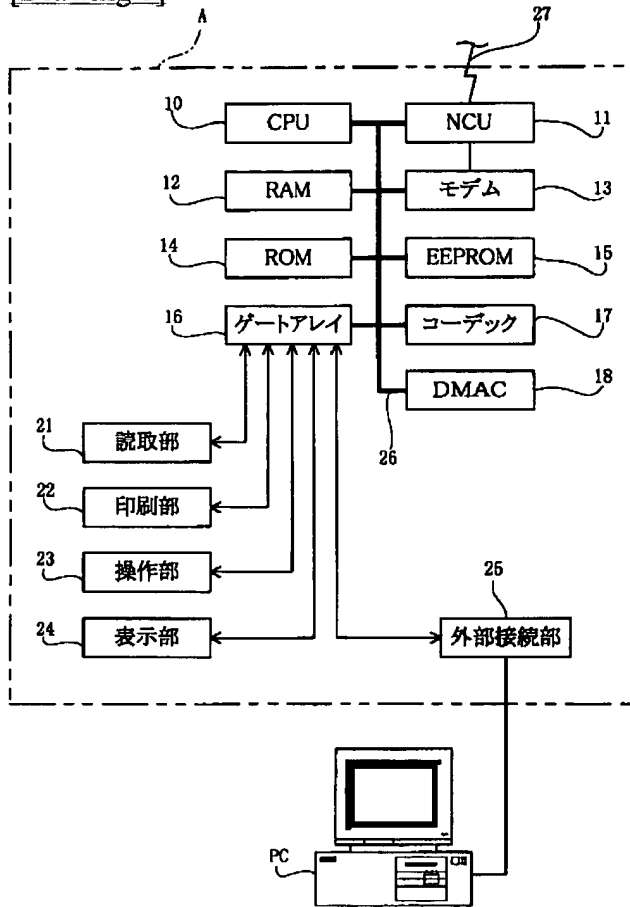 A
27
10
CPU
NCU
11
12
RAM
モデム
13
14
ROM
EEPROM
15
16
ゲートアレイ
コーデック
17
DMAC
18
26
21
読取部
22
印刷部
23
操作部
24
表示部
25
外部接続部
PC